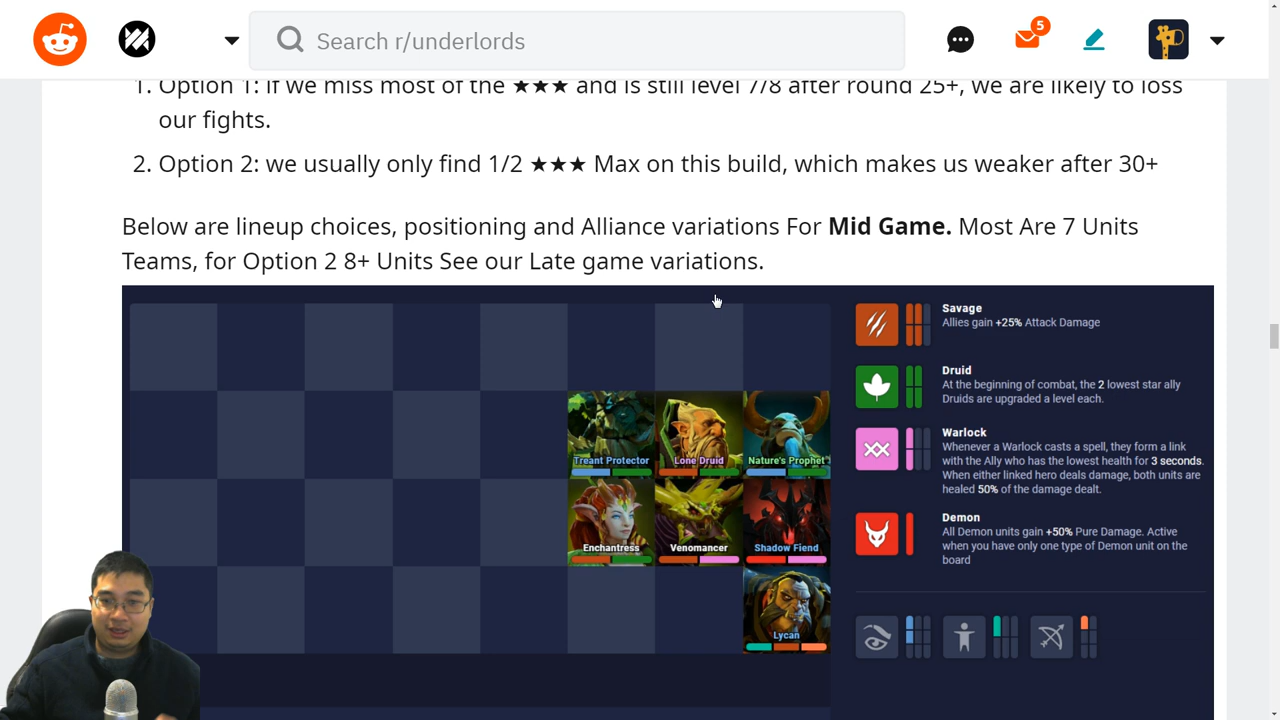 5
Search r/underlords
1. Option 1: If we miss most of the ★★★ and is still level 7/8 after round 25+, we are likely to loss
our fights.
2. Option 2: we usually only find 1/2 ★★★ Max on this build, which makes us weaker after 30+
Below are lineup choices, positioning and Alliance variations For Mid Game. Most Are 7 Units
Teams, for Option 2 8+ Units See our Late game variations.
Savage
Allies gain +25% Attack Damage
Druid
At the beginning of combat, the 2 lowest star ally
Druids are upgraded a level each.
Treant Protector
Lone Druid
Nature's Prophet
Warlock
Whenever a Warlock casts a spell, they form a link
with the Ally who has the lowest health for 3 seconds.
When either linked hero deals damage, both units are
healed 50% of the damage dealt.
Enchantress
Venomancer
Shadow Fiend
Demon
All Demon units gain +50% Pure Damage. Active
when you have only one type of Demon unit on the
board
Lycan